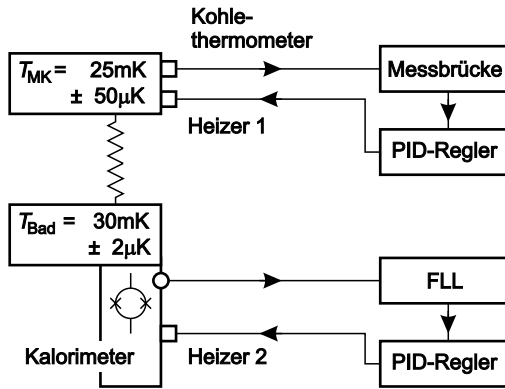 Kohle-
thermometer
T_MK = 25mK
± 50µK
Messbrücke
Heizer 1
PID-Regler
T_Bad = 30mK
± 2µK
FLL
Kalorimeter
Heizer 2
PID-Regler